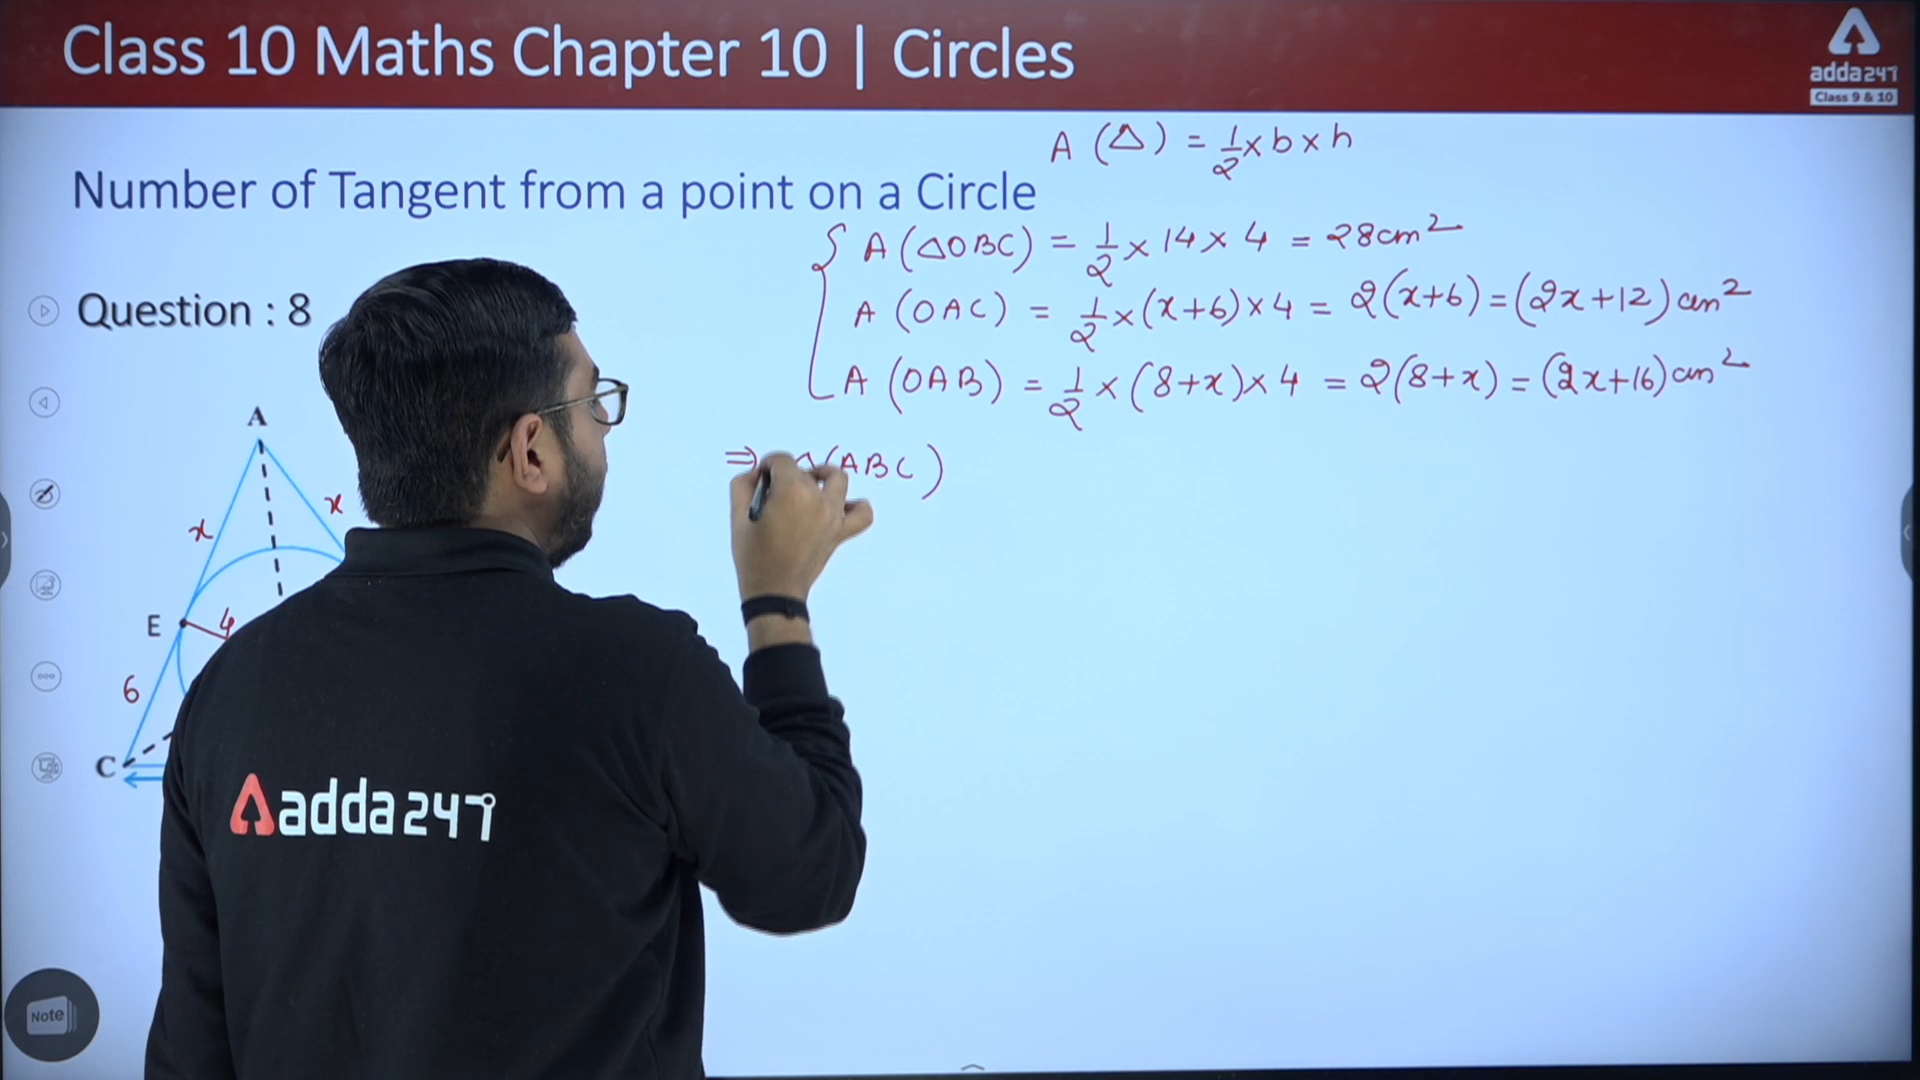 Class 10 Maths Chapter 10 | Circles
adda247
Class 9 & 10
A (△) = 1/2 × b × h
Number of Tangent from a point on a Circle
A (△OBC) = 1/2 × 14 × 4 = 28cm²
A (OAC) = 1/2 × (x+6) × 4 = 2(x+6) = (2x+12) cm²
A (OAB) = 1/2 × (8+x) × 4 = 2(8+x) = (2x+16) cm²
Question : 8
⇒ (ABC)
A
x
x
E
4
6
C
adda247
Note